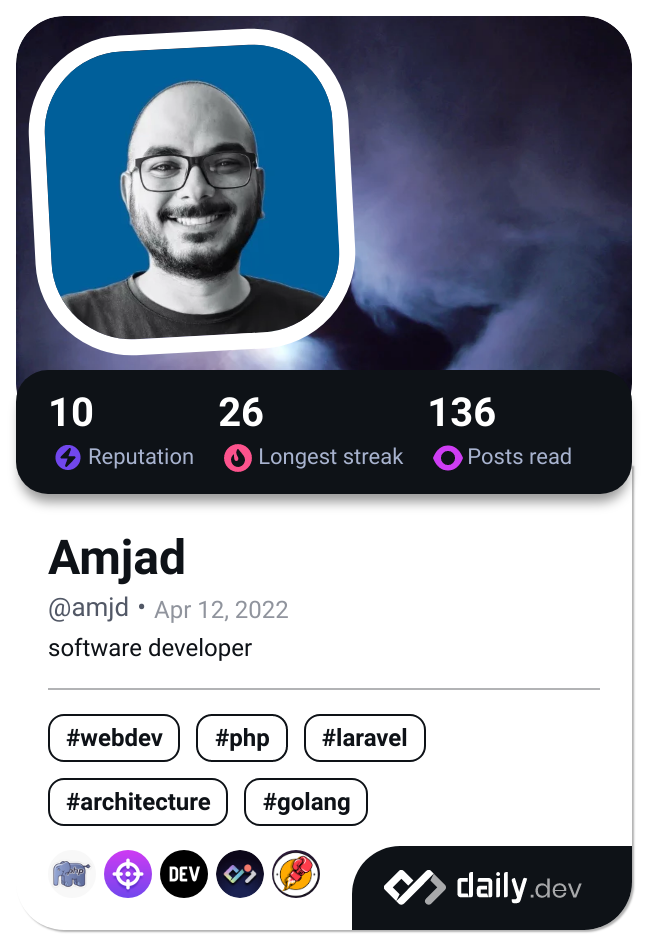 10 26 136
Reputation Longest streak Posts read
Amjad
@amjd • Apr 12, 2022
software developer
#webdev #php #laravel
#architecture #golang
php DEV
daily.dev